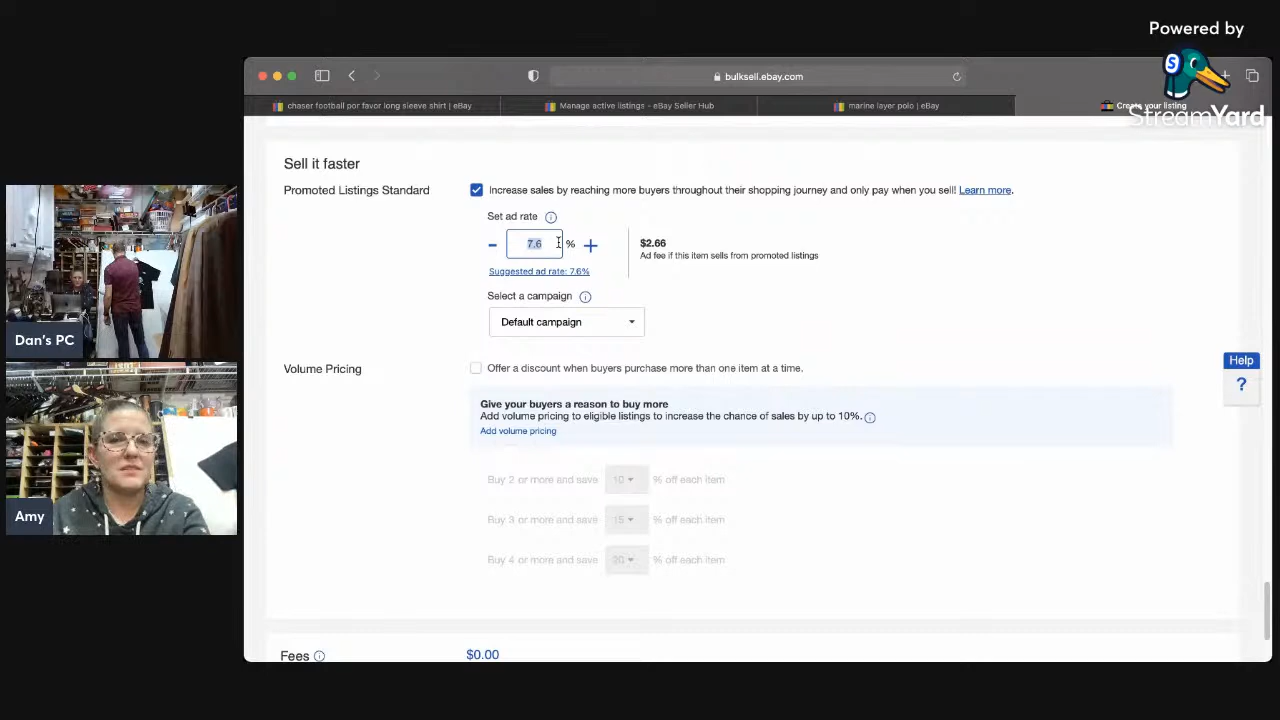 Powered by
StreamYard
bulksell.ebay.com
chaser football por favor long sleeve shirt | eBay
Manage active listings - eBay Seller Hub
marine layer polo | eBay
Create your listing
Sell it faster
Promoted Listings Standard
Increase sales by reaching more buyers throughout their shopping journey and only pay when you sell! Learn more.
Set ad rate
7.6 %
$2.66
Ad fee if this item sells from promoted listings
Suggested ad rate: 7.6%
Select a campaign
Default campaign
Volume Pricing
Offer a discount when buyers purchase more than one item at a time.
Give your buyers a reason to buy more
Add volume pricing to eligible listings to increase the chance of sales by up to 10%.
Add volume pricing
Buy 2 or more and save 10 % off each item
Buy 3 or more and save 15 % off each item
Buy 4 or more and save 20 % off each item
Fees $0.00
Help
?
Dan's PC
Amy